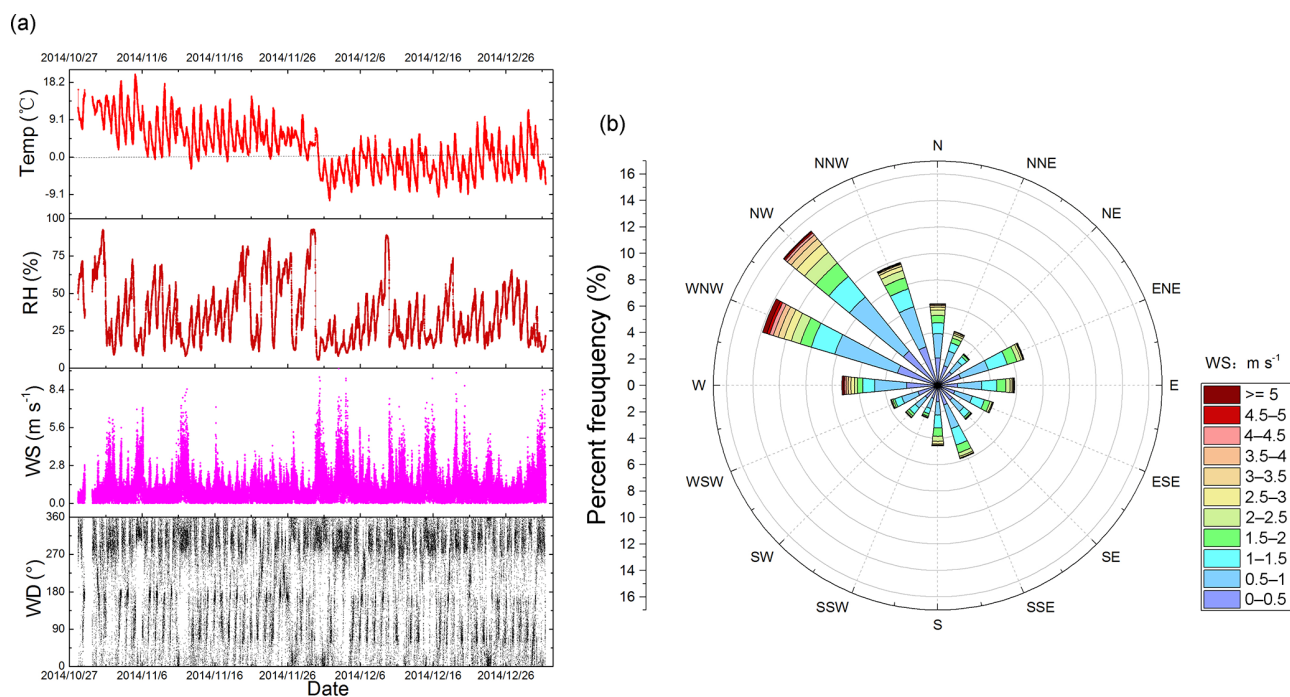 (a)
2014/10/27 2014/11/6 2014/11/16 2014/11/26 2014/12/6 2014/12/16 2014/12/26
Temp (℃)
18.2
9.1
0.0
-9.1
RH (%)
100
75
50
25
0
WS (m s-1)
8.4
5.6
2.8
0.0
WD (°)
360
270
180
90
0
2014/10/27 2014/11/6 2014/11/16 2014/11/26 2014/12/6 2014/12/16 2014/12/26
Date
(b)
Percent freuquency (%)
16
14
12
10
8
6
4
2
0
2
4
6
8
10
12
14
16
N
NNE
NE
ENE
E
ESE
SE
SSE
S
SSW
SW
WSW
W
WNW
NW
NNW
WS: m s-1
>= 5
4.5–5
4–4.5
3.5–4
3–3.5
2.5–3
2–2.5
1.5–2
1–1.5
0.5–1
0–0.5